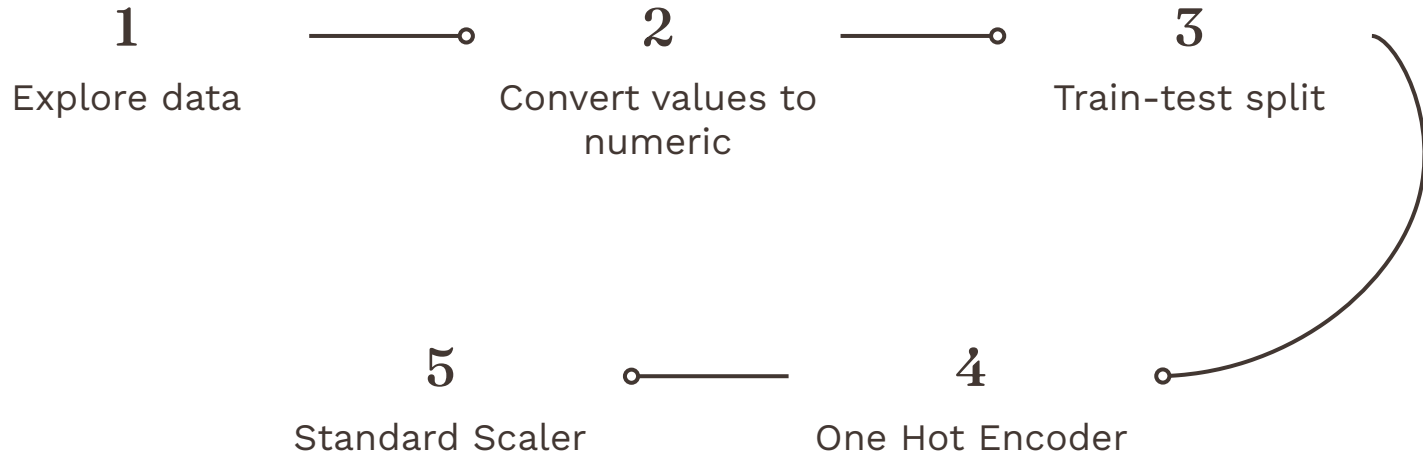 1
Explore data
2
Convert values to
numeric
3
Train-test split
4
One Hot Encoder
5
Standard Scaler